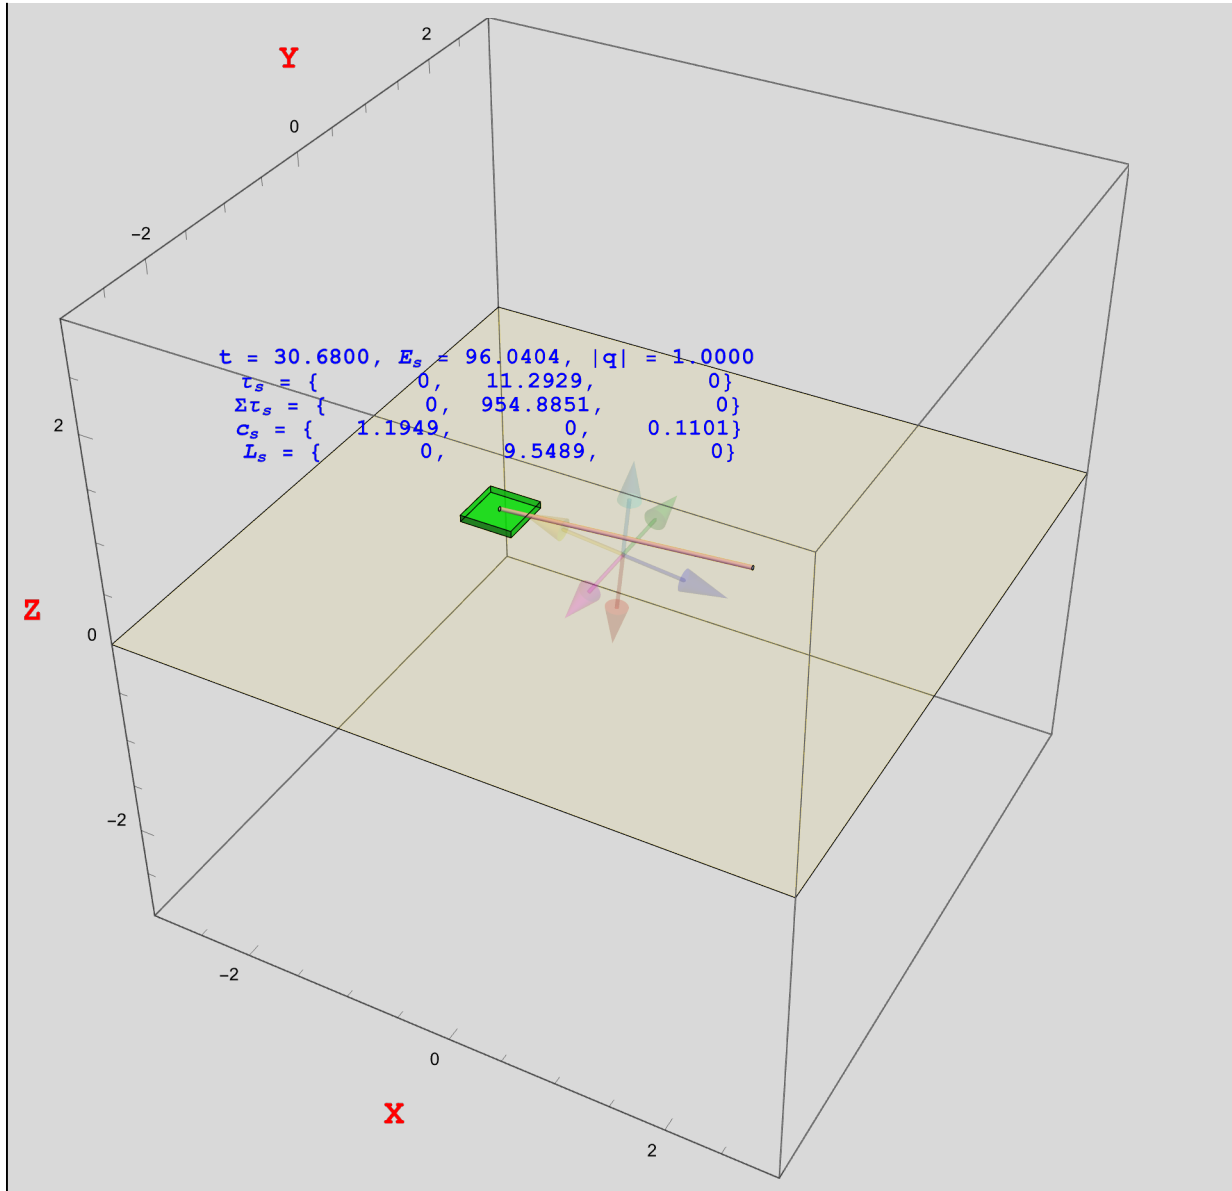 2
Y
0
−2
t = 30.6800, Es = 96.0404, |q| = 1.0000
τs = { 0, 11.2929, 0}
Στs = { 0, 954.8851, 0}
cs = { 1.1949, 0, 0.1101}
Ls = { 0, 9.5489, 0}
2
Z
0
−2
−2
0
X
2